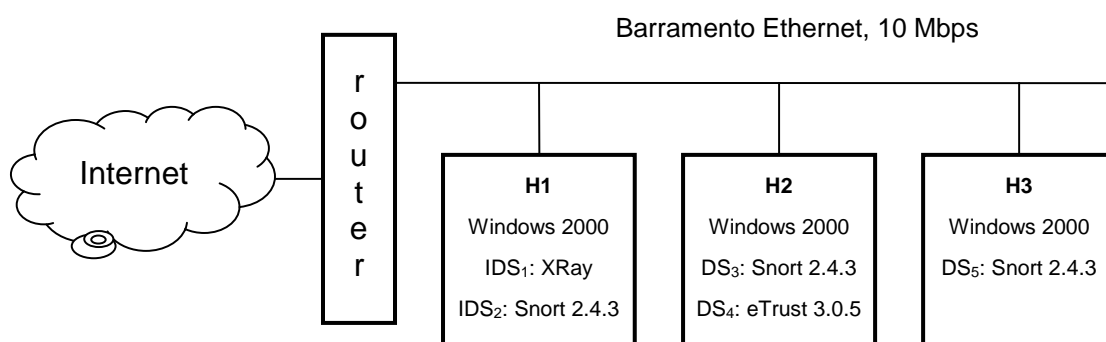 Barramento Ethernet, 10 Mbps
router
Internet
H1
Windows 2000
IDS1: XRay
IDS2: Snort 2.4.3
H2
Windows 2000
DS3: Snort 2.4.3
DS4: eTrust 3.0.5
H3
Windows 2000
DS5: Snort 2.4.3